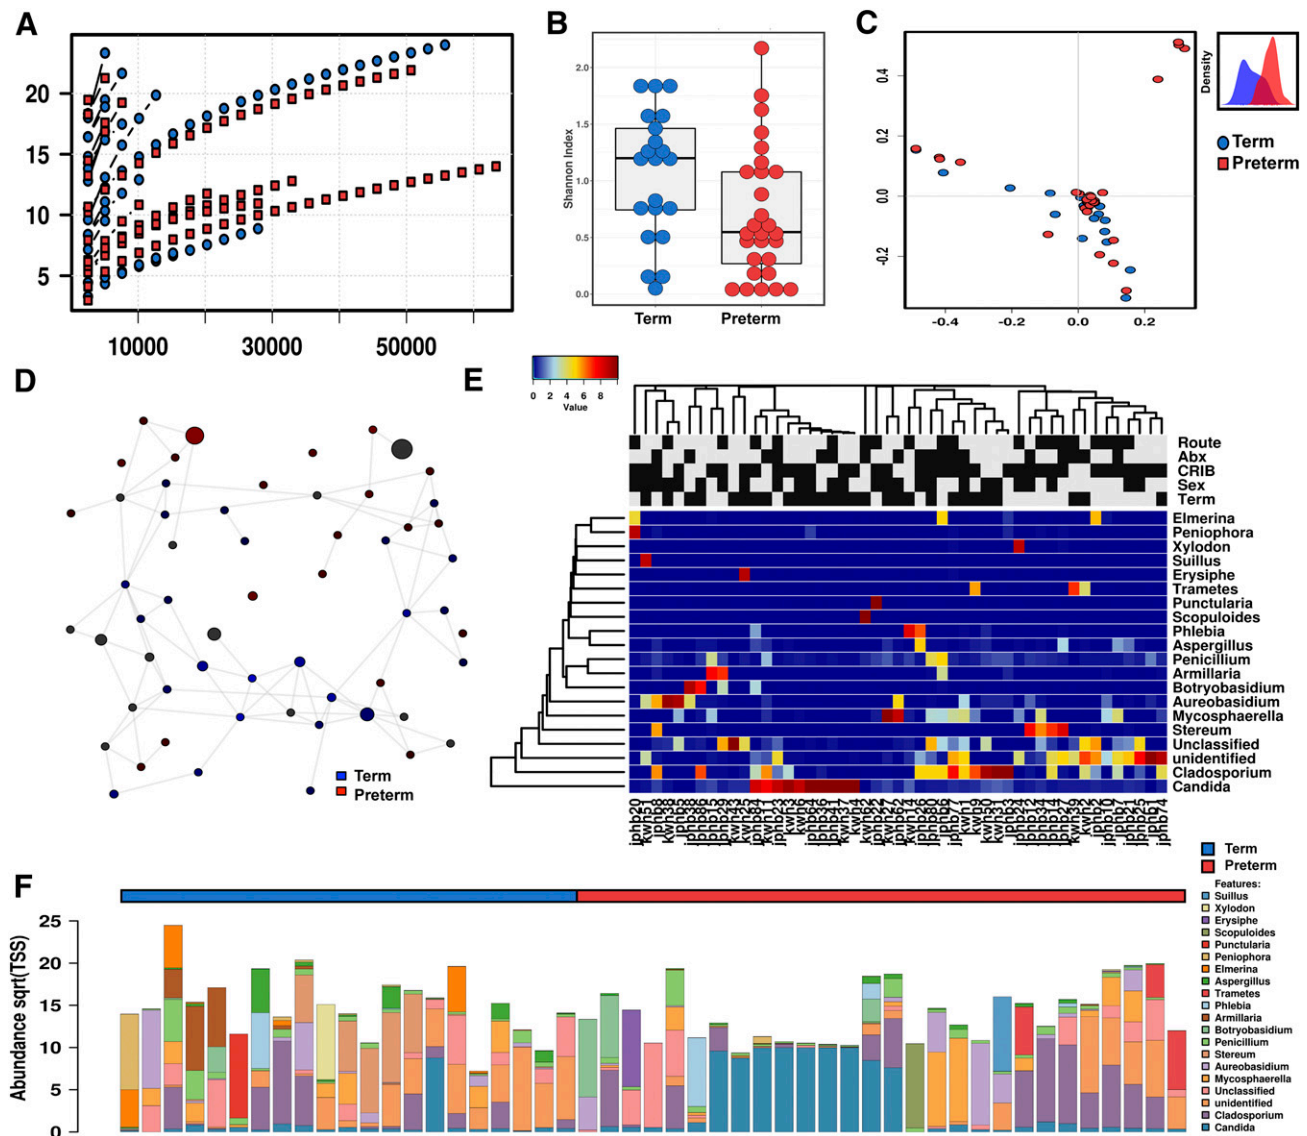 A
20
15
10
5
10000
30000
50000
B
Shannon Index
2.0
1.5
1.0
0.5
0.0
Term
Preterm
C
0.4
0.2
0.0
-0.2
-0.4
-0.2
0.0
0.2
Density
Term
Preterm
D
Term
Preterm
E
0 2 4 6 8
Value
Route
Abx
CRIB
Sex
Term
Elmerina
Peniophora
Xylodon
Suillus
Erysiphe
Trametes
Punctularia
Scopuloides
Phlebia
Aspergillus
Penicillium
Armillaria
Botryobasidium
Aureobasidium
Mycosphaerella
Stereum
Unclassified
unidentified
Cladosporium
Candida
F
Abundance sqrt(TSS)
25
20
15
10
5
0
Term
Preterm
Features:
Suillus
Xylodon
Erysiphe
Scopuloides
Punctularia
Peniophora
Elmerina
Aspergillus
Trametes
Phlebia
Armillaria
Botryobasidium
Penicillium
Stereum
Aureobasidium
Mycosphaerella
Unclassified
unidentified
Cladosporium
Candida